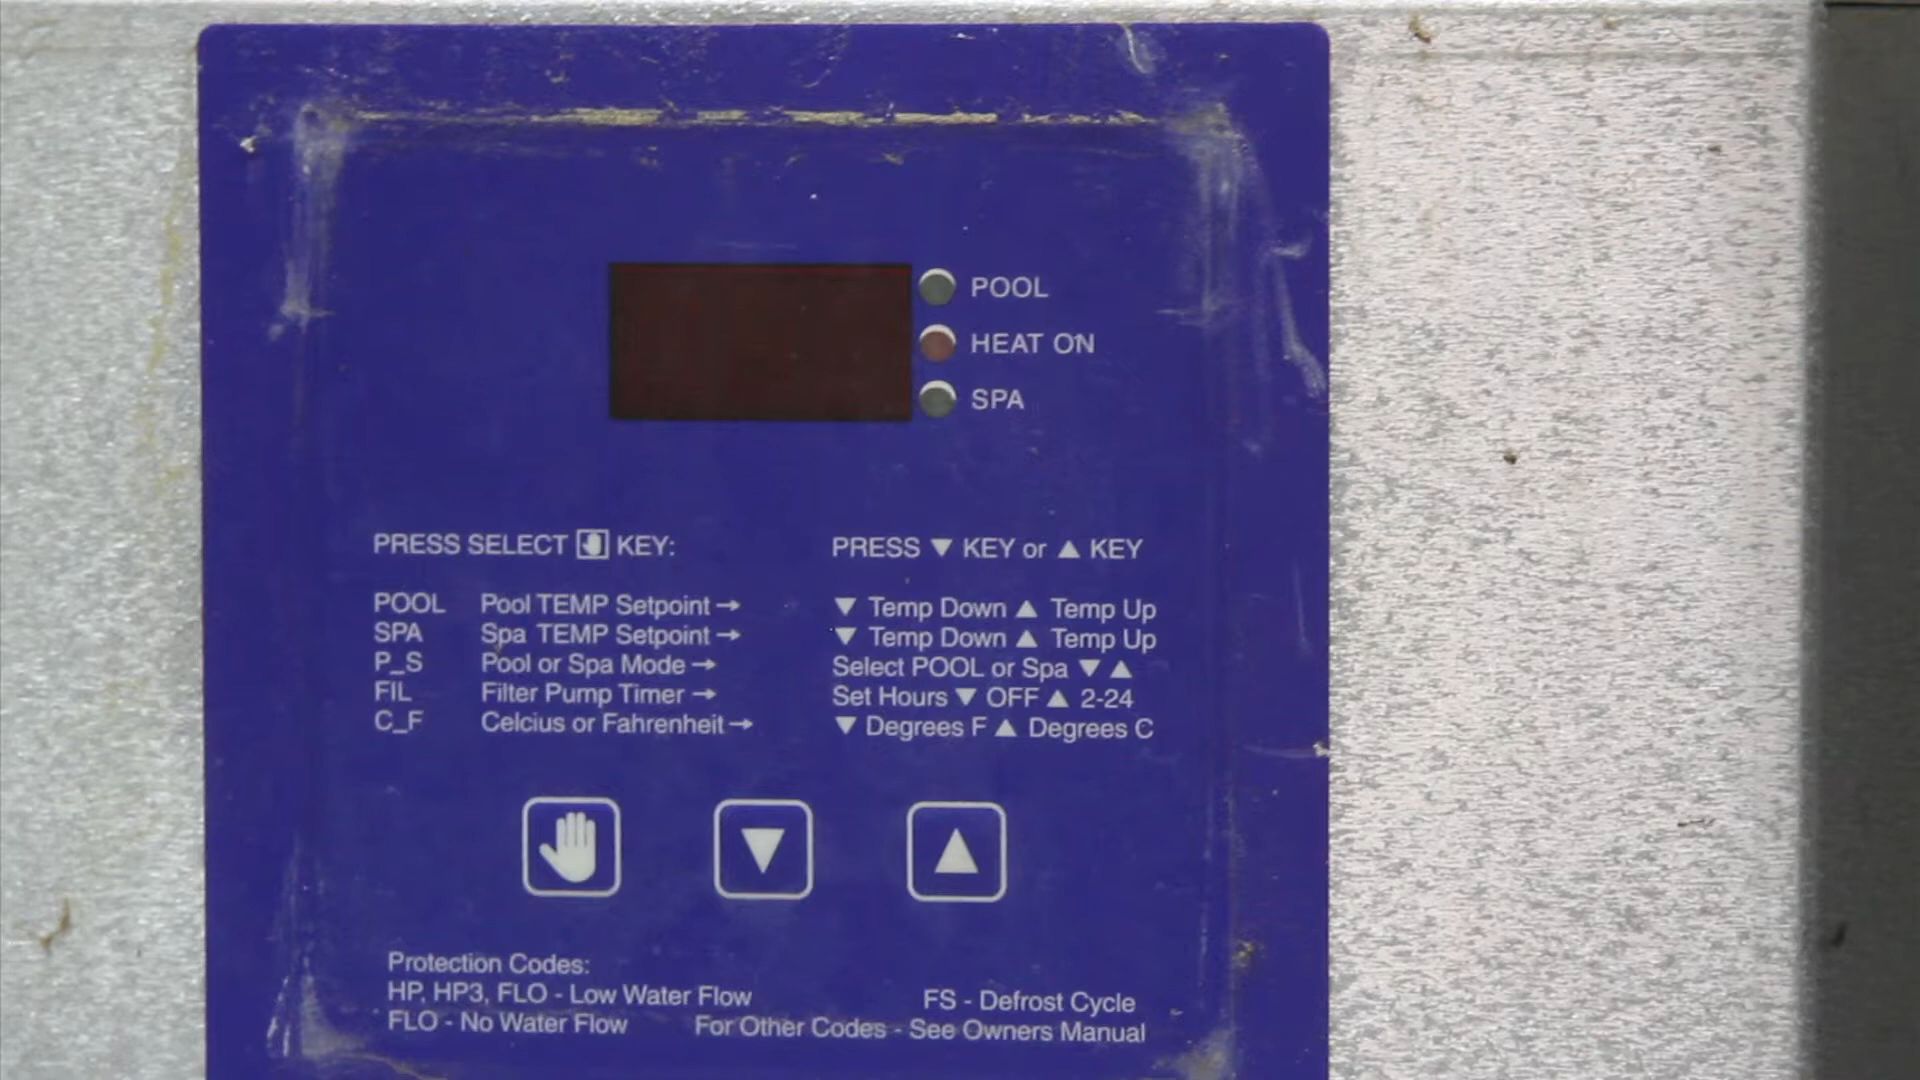 POOL
HEAT ON
SPA
PRESS SELECT KEY:
POOL Pool TEMP Setpoint →
SPA Spa TEMP Setpoint →
P_S Pool or Spa Mode →
FIL Filter Pump Timer →
C_F Celcius or Fahrenheit →
PRESS ▼ KEY or ▲ KEY
▼ Temp Down ▲ Temp Up
▼ Temp Down ▲ Temp Up
Select POOL or Spa ▼ ▲
Set Hours ▼ OFF ▲ 2-24
▼ Degrees F ▲ Degrees C
Protection Codes:
HP, HP3, FLO - Low Water Flow FS - Defrost Cycle
FLO - No Water Flow For Other Codes - See Owners Manual